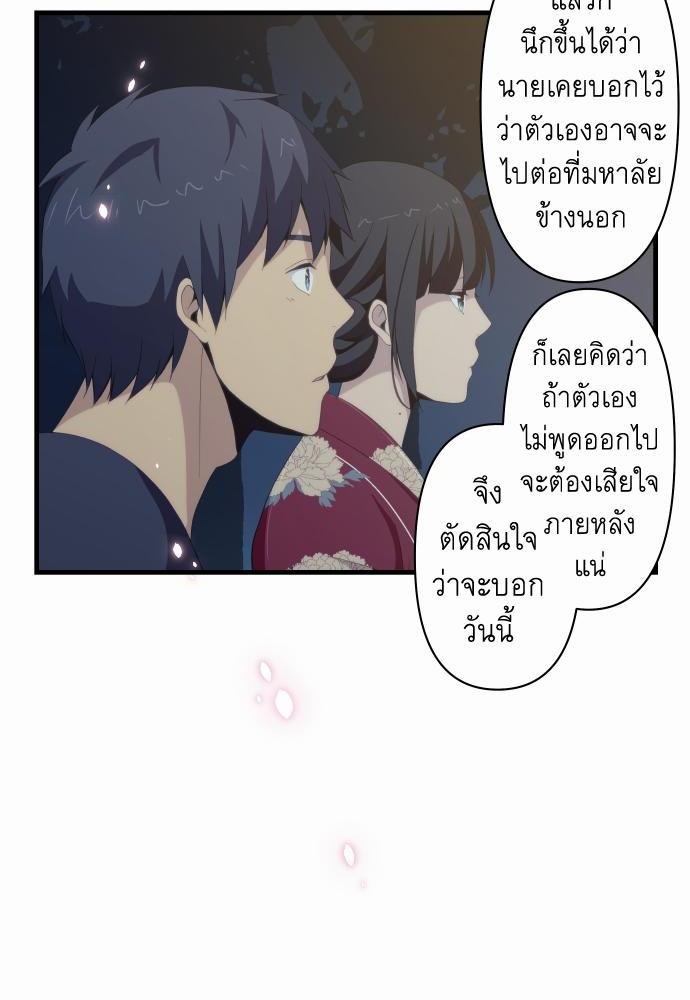 แล้วก็
นึกขึ้นได้ว่า
นายเคยบอกไว้
ว่าตัวเองอาจจะ
ไปต่อที่มหาลัย
ข้างนอก
ก็เลยคิดว่า
ถ้าตัวเอง
ไม่พูดออกไป
จะต้องเสียใจ
ภายหลัง
แน่
จึง
ตัดสินใจ
ว่าจะบอก
วันนี้